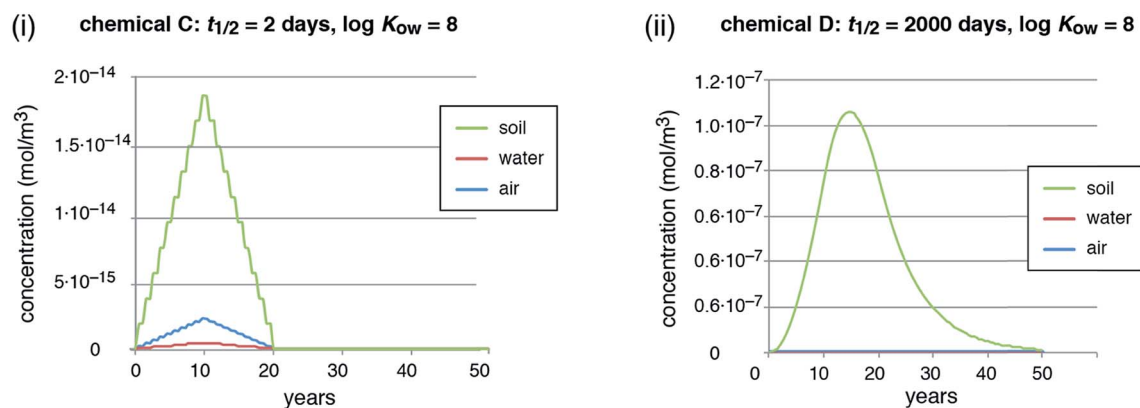 (i) chemical C: t1/2 = 2 days, log Kow = 8
2·10⁻¹⁴
1.5·10⁻¹⁴
1·10⁻¹⁴
5·10⁻¹⁵
0
concentration (mol/m³)
soil
water
air
0 10 20 30 40 50
years
(ii) chemical D: t1/2 = 2000 days, log Kow = 8
1.2·10⁻⁷
1.0·10⁻⁷
0.8·10⁻⁷
0.6·10⁻⁷
0.6·10⁻⁷
0.6·10⁻⁷
0
concentration (mol/m³)
soil
water
air
0 10 20 30 40 50
years